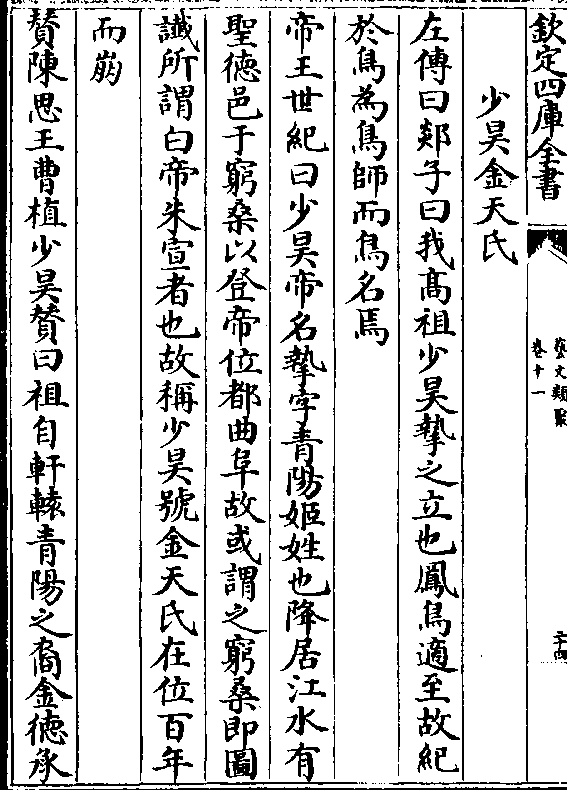 欽定四庫全書
藝文類聚
卷十一
二十四
少昊金天氏
左傳曰郯子曰我高祖少昊摯之立也鳳鳥適至故紀
於鳥為鳥師而鳥名焉
帝王世紀曰少昊帝名摯字青陽姬姓也降居江水有
聖德邑于窮桑以登帝位都曲阜故或謂之窮桑即圖
讖所謂白帝朱宣者也故稱少昊號金天氏在位百年
而崩
贊陳思王曹植少昊贊曰祖自軒轅青陽之裔金德承